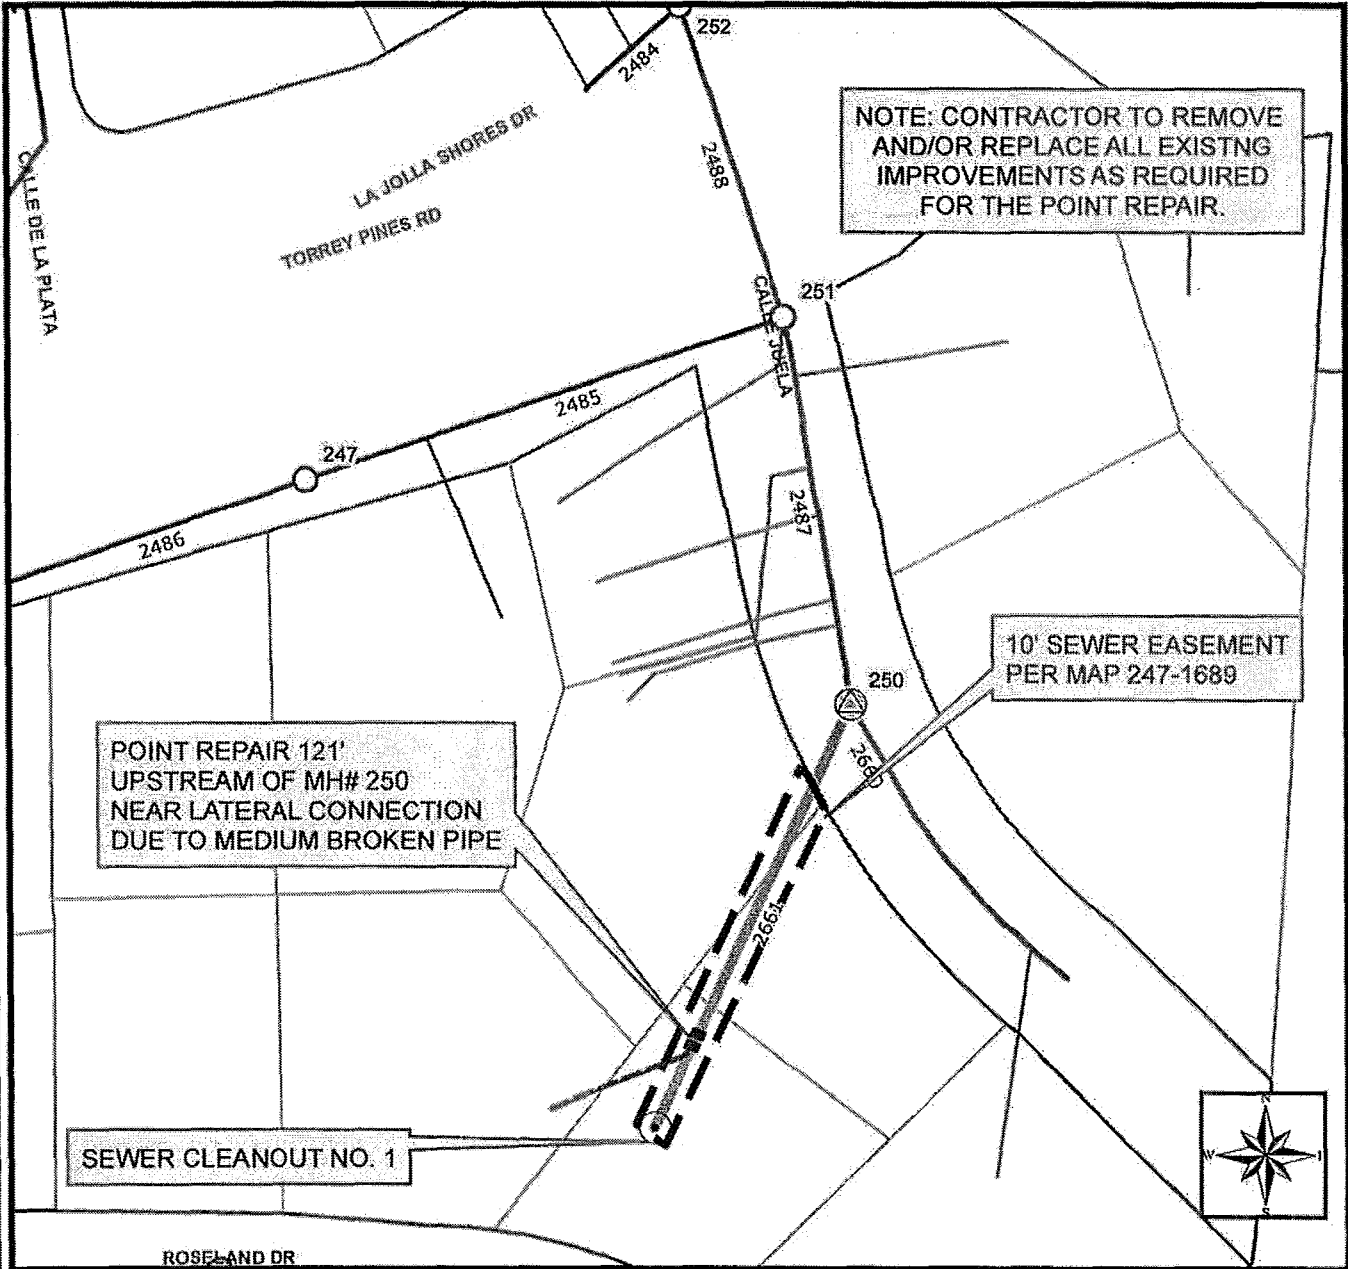 252
2484
NOTE: CONTRACTOR TO REMOVE
AND/OR REPLACE ALL EXISTNG
IMPROVEMENTS AS REQUIRED
FOR THE POINT REPAIR.
LA JOLLA SHORES DR
TORREY PINES RD
2488
CALLE DE LA PLATA
251
CALLE JUELA
2485
247
2486
2487
10' SEWER EASEMENT
PER MAP 247-1689
250
POINT REPAIR 121'
UPSTREAM OF MH# 250
NEAR LATERAL CONNECTION
DUE TO MEDIUM BROKEN PIPE
2661
SEWER CLEANOUT NO. 1
N
W
S
ROSELAND DR